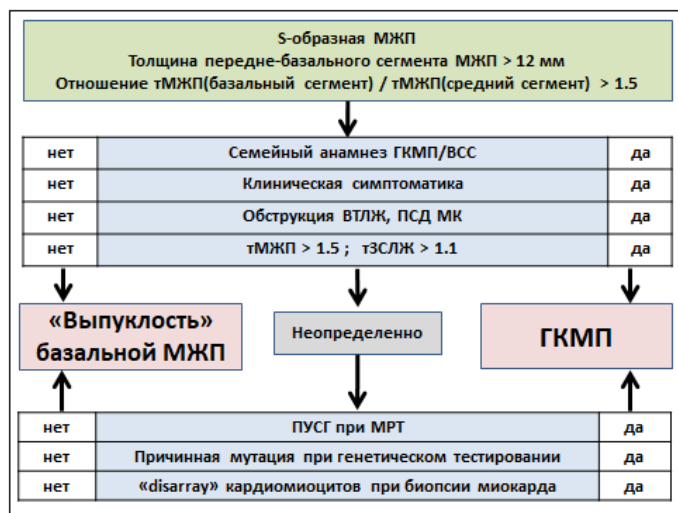 S-образная МЖП
Толщина передне-базального сегмента МЖП > 12 мм
Отношение тМЖП(базальный сегмент) / тМЖП(средний сегмент) > 1.5
нет Семейный анамнез ГКМП/ВСС да
нет Клиническая симптоматика да
нет Обструкция ВТЛЖ, ПСД МК да
нет тМЖП > 1.5 ; тЗСЛЖ > 1.1 да
«Выпуклость»
базальной МЖП
Неопределенно
ГКМП
нет ПУСГ при МРТ да
нет Причинная мутация при генетическом тестировании да
нет «disarray» кардиомиоцитов при биопсии миокарда да